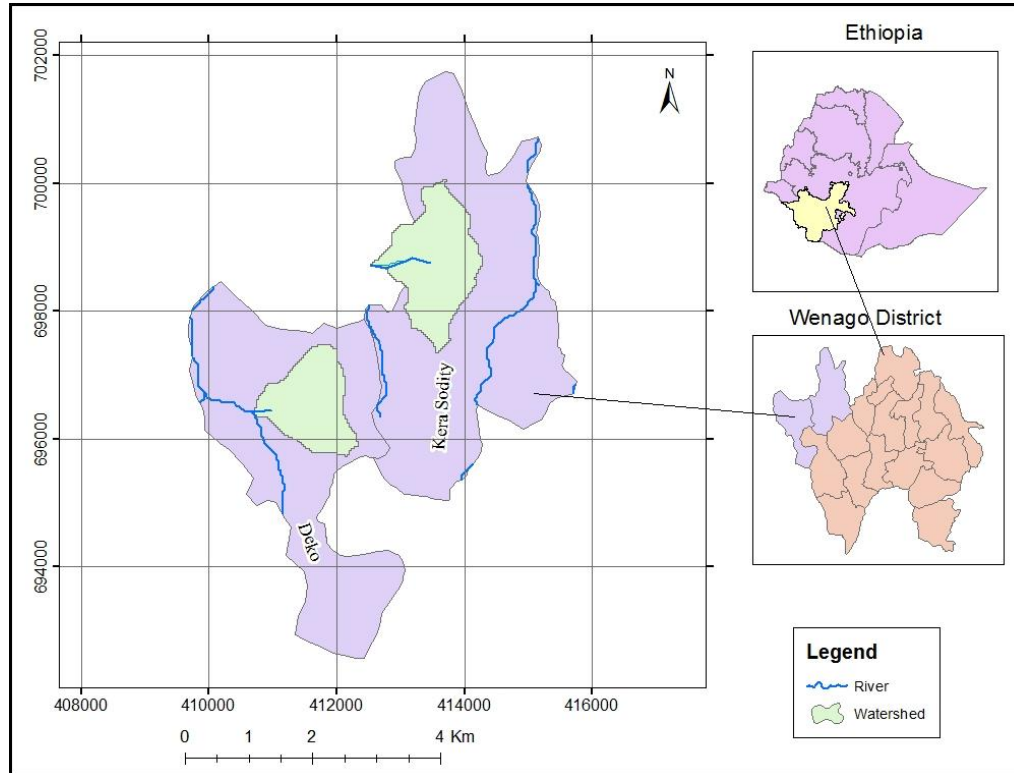 Ethiopia
N
702000
700000
698000
696000
694000
Kera Sodity
Deko
Wenago District
408000
410000
412000
414000
416000
0 1 2 4 Km
Legend
River
Watershed